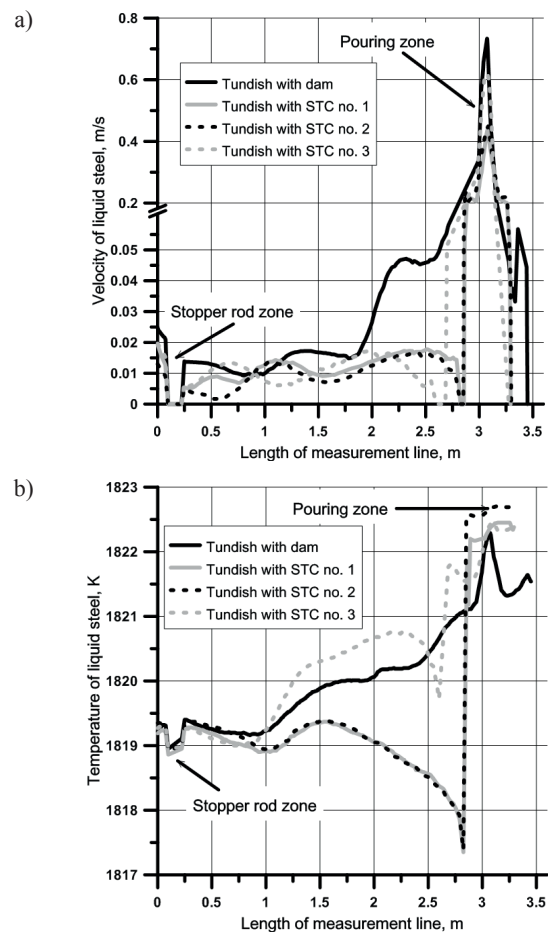 a)
Velocity of liquid steel, m/s
0.8
0.6
0.4
0.2
0.05
0.04
0.03
0.02
0.01
0
Pouring zone
Tundish with dam
Tundish with STC no. 1
Tundish with STC no. 2
Tundish with STC no. 3
Stopper rod zone
0 0.5 1 1.5 2 2.5 3 3.5
Length of measurement line, m
b)
Temperature of liquid steel, K
1823
1822
1821
1820
1819
1818
1817
Pouring zone
Tundish with dam
Tundish with STC no. 1
Tundish with STC no. 2
Tundish with STC no. 3
Stopper rod zone
0 0.5 1 1.5 2 2.5 3 3.5
Length of measurement line, m